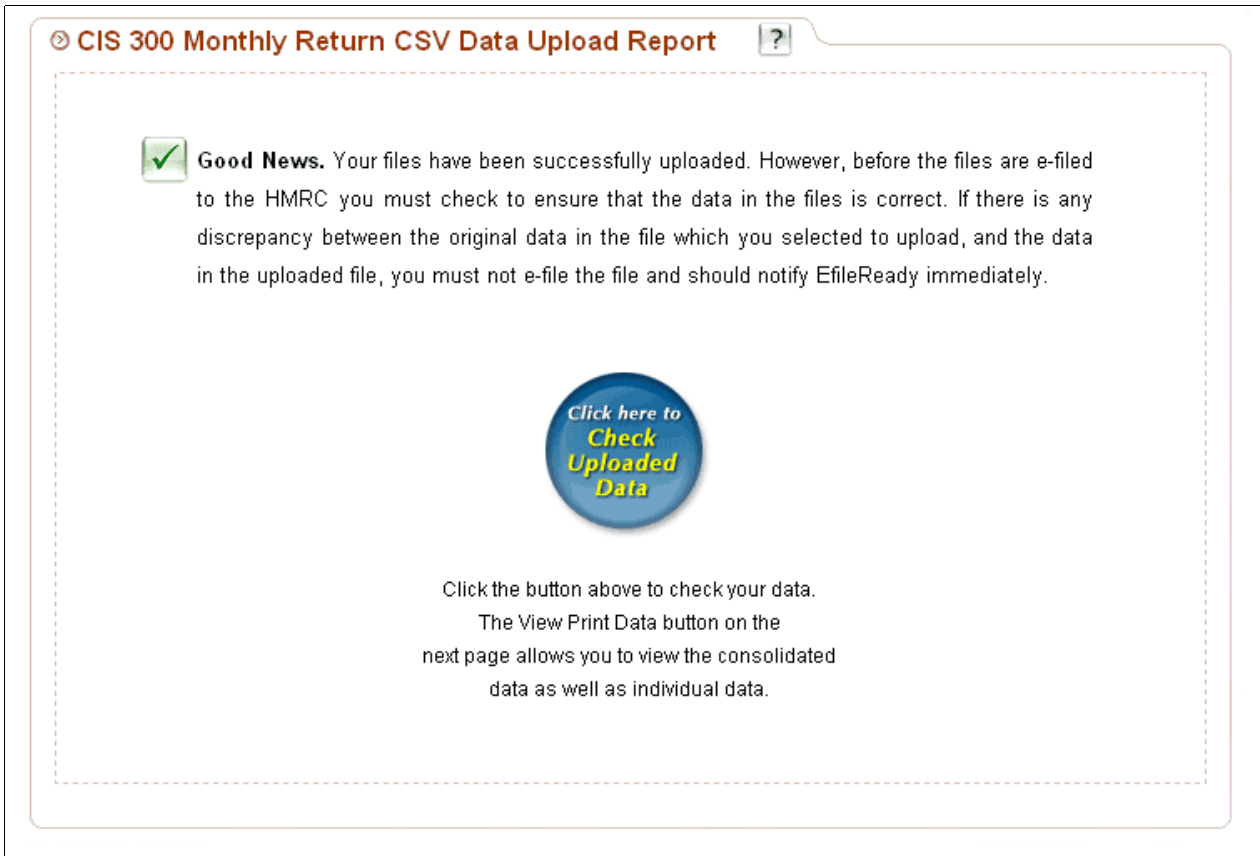 CIS 300 Monthly Return CSV Data Upload Report ?
Good News. Your files have been successfully uploaded. However, before the files are e-filed
to the HMRC you must check to ensure that the data in the files is correct. If there is any
discrepancy between the original data in the file which you selected to upload, and the data
in the uploaded file, you must not e-file the file and should notify EfileReady immediately.
Click here to
Check
Uploaded
Data
Click the button above to check your data.
The View Print Data button on the
next page allows you to view the consolidated
data as well as individual data.